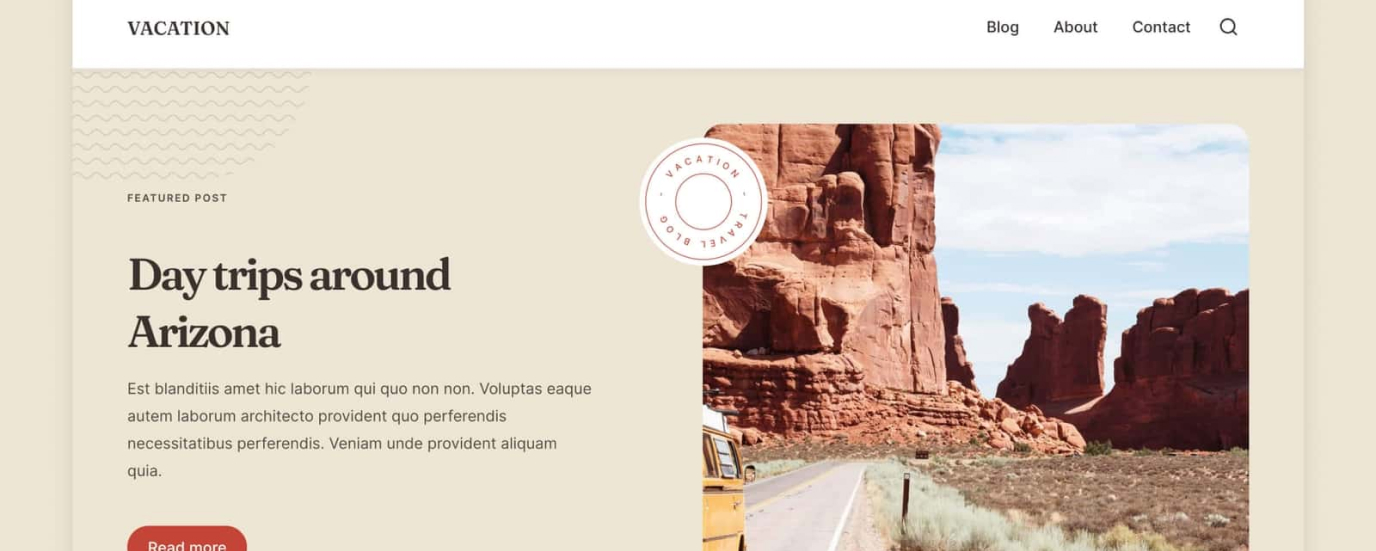 VACATION
Blog
About
Contact
FEATURED POST
Day trips around
Arizona
Est blanditiis amet hic laborum qui quo non non. Voluptas eaque
autem laborum architecto provident quo perferendis
necessitatibus perferendis. Veniam unde provident aliquam
quia.
Read more
VACATION · TRAVEL BLOG ·